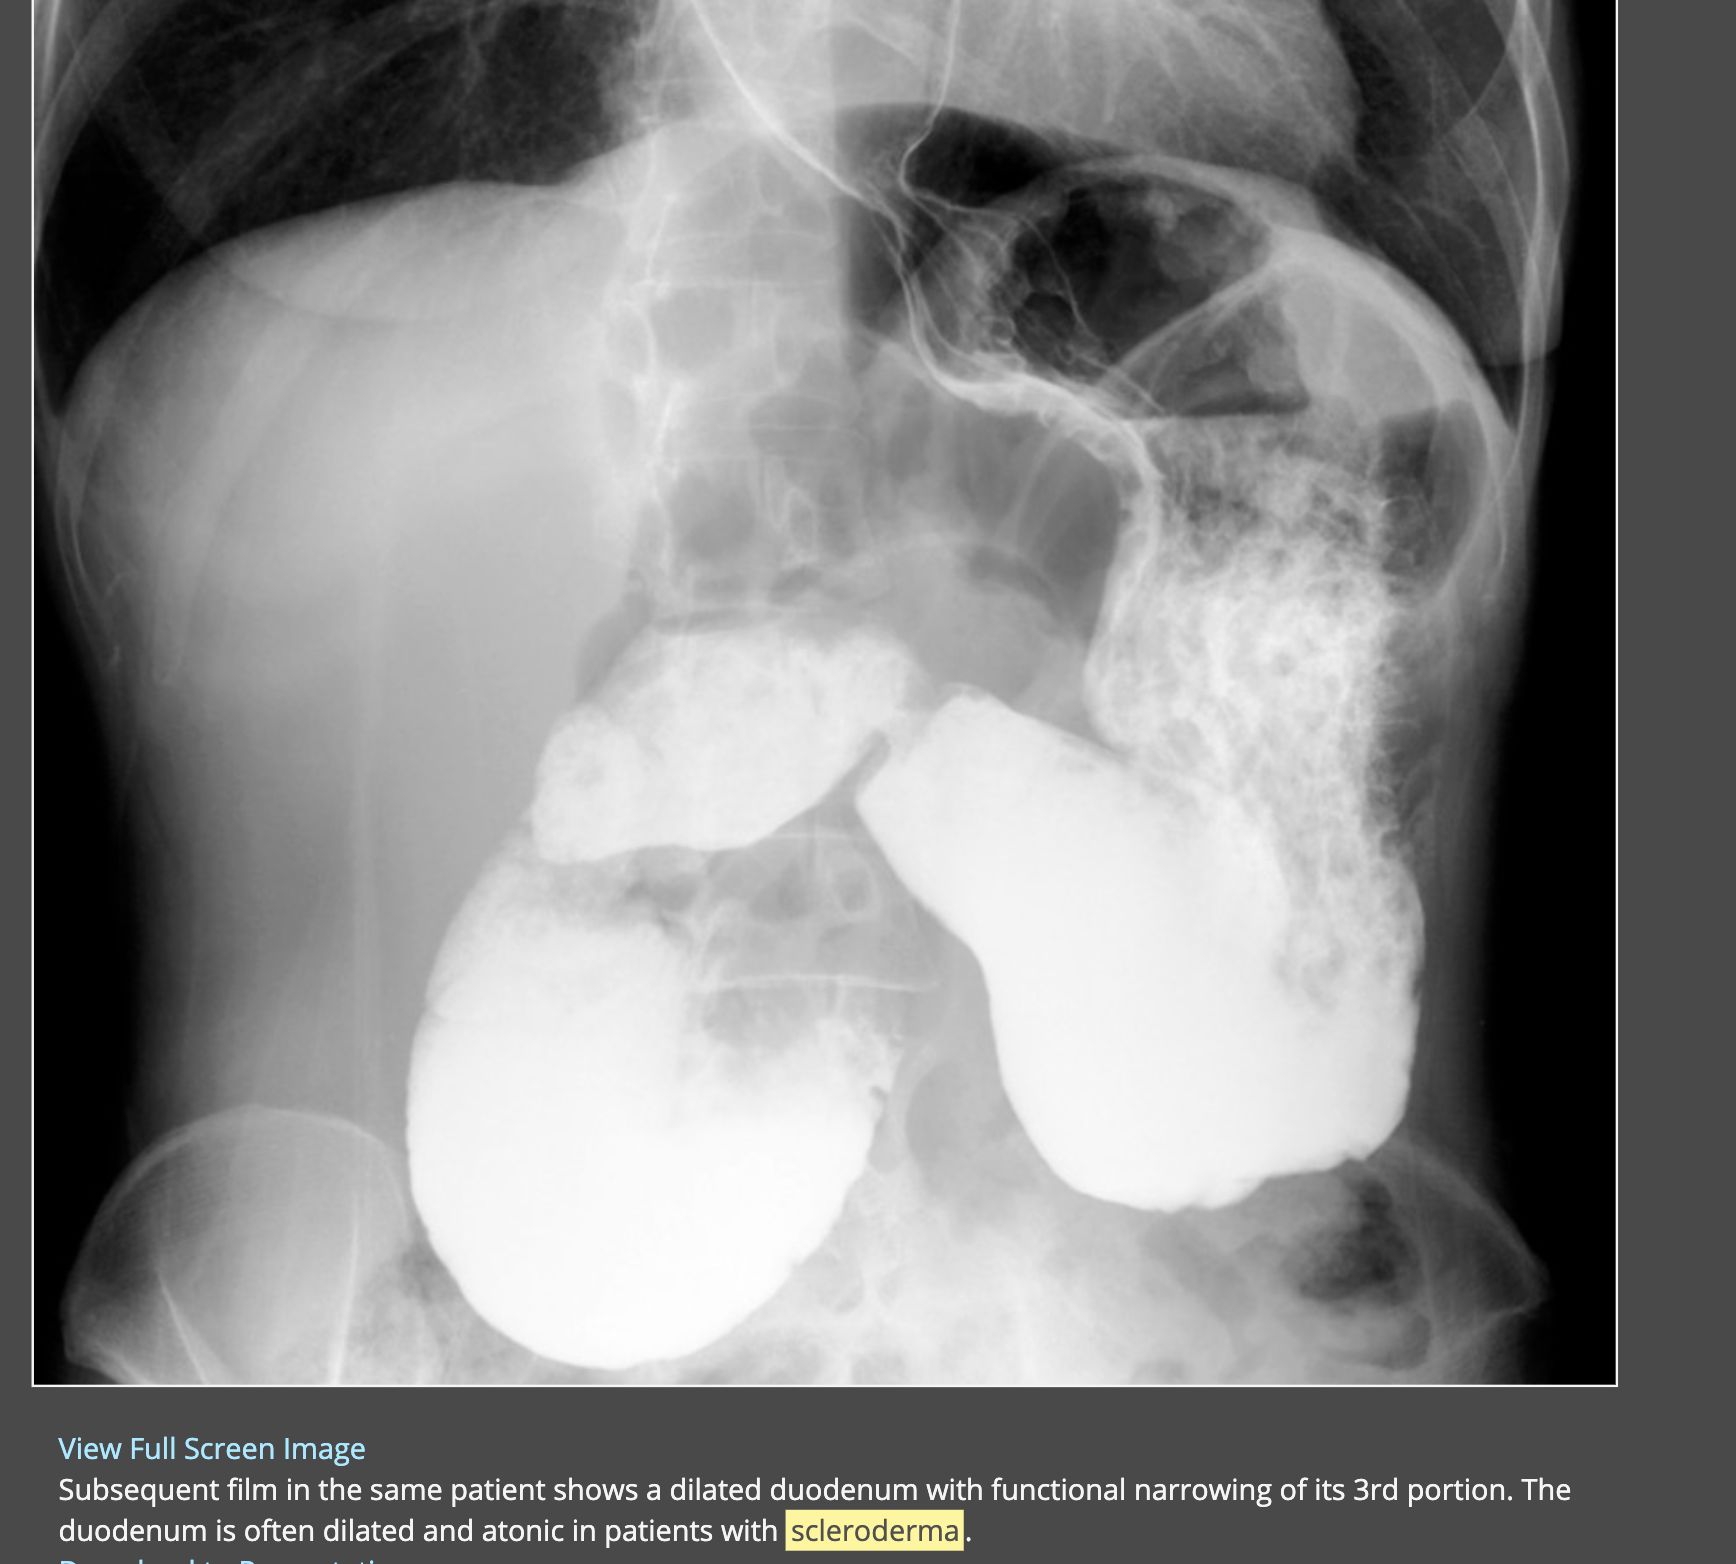 View Full Screen Image
Subsequent film in the same patient shows a dilated duodenum with functional narrowing of its 3rd portion. The
duodenum is often dilated and atonic in patients with scleroderma.